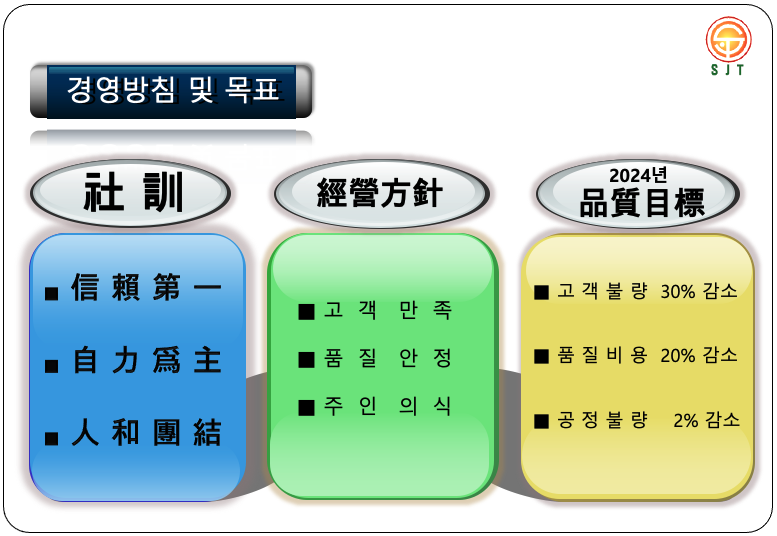 SJT
경영방침 및 목표
社 訓
■ 信 賴 第 一
■ 自 力 爲 主
■ 人 和 團 結
經營方針
■ 고 객 만 족
■ 품 질 안 정
■ 주 인 의 식
2024년
品質目標
■ 고 객 불 량 30% 감소
■ 품 질 비 용 20% 감소
■ 공 정 불 량 2% 감소